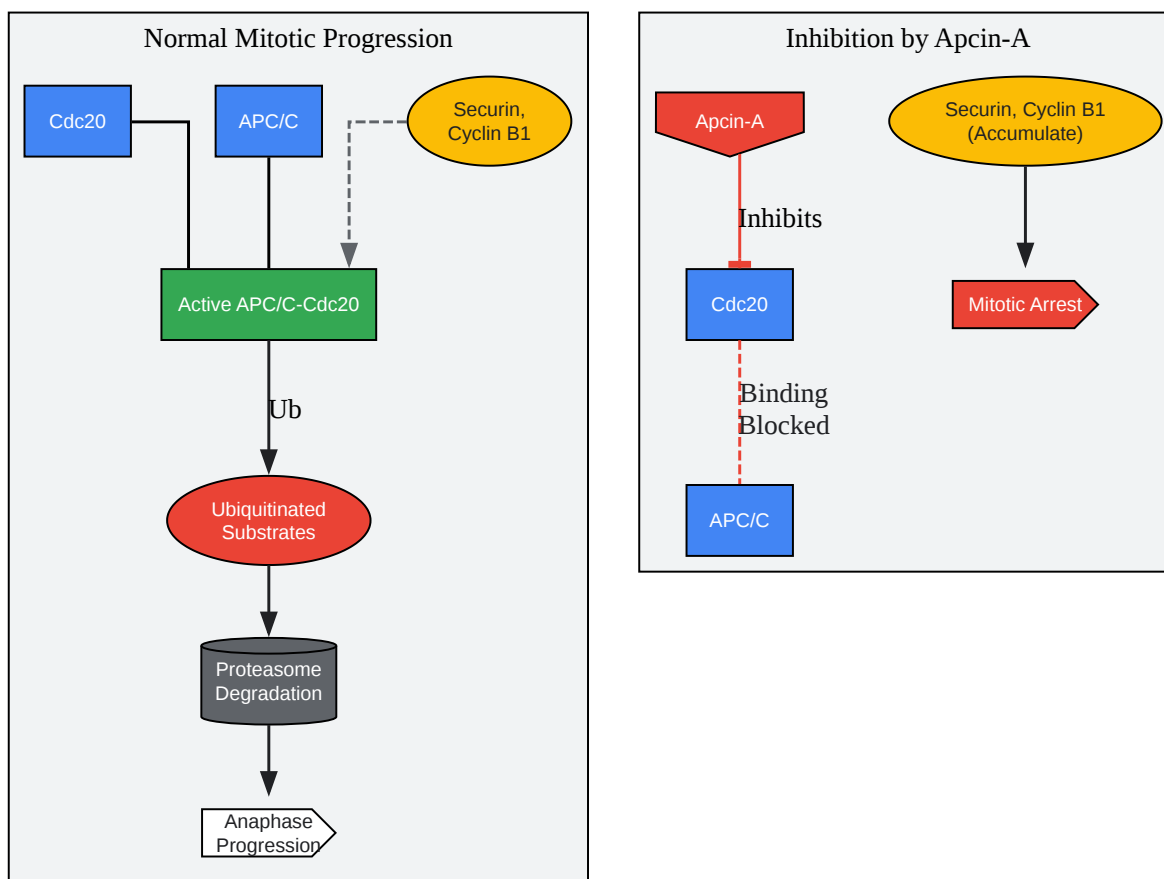 Normal Mitotic Progression
Cdc20
APC/C
Securin,
Cyclin B1
Active APC/C-Cdc20
Ub
Ubiquitinated
Substrates
Proteasome
Degradation
Anaphase
Progression
Inhibition by Apcin-A
Apcin-A
Securin, Cyclin B1
(Accumulate)
Inhibits
Cdc20
Mitotic Arrest
Binding
Blocked
APC/C